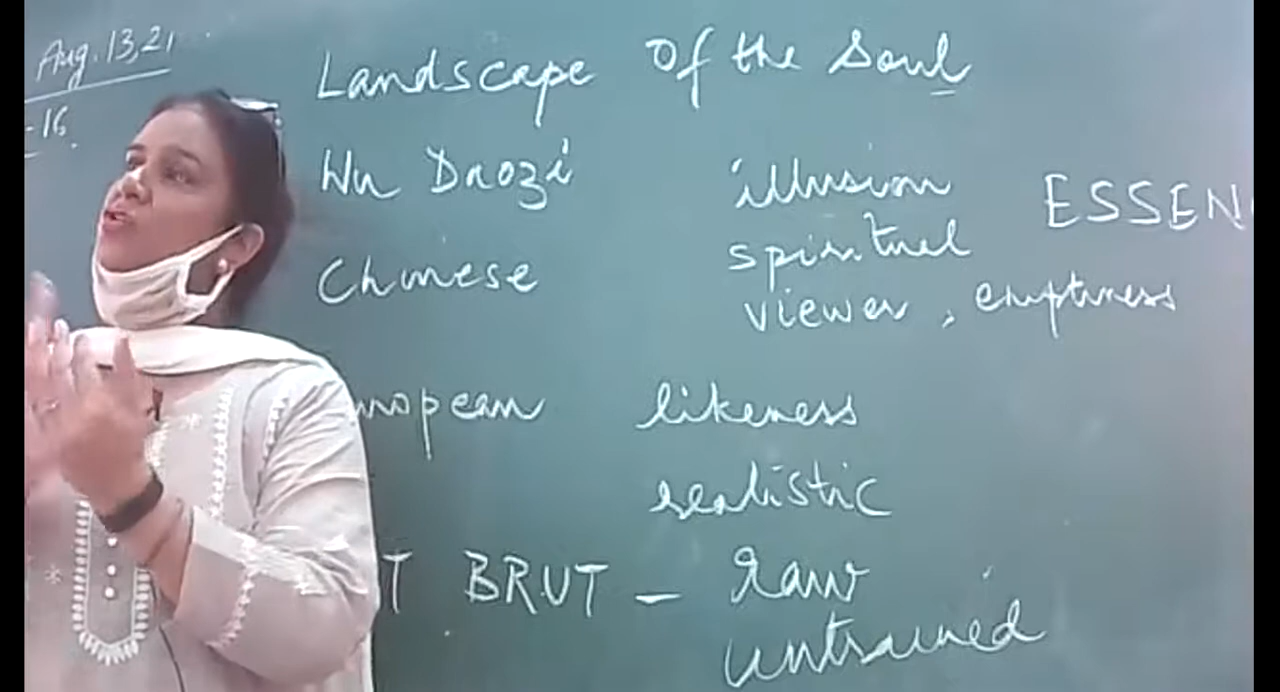 Aug. 13, 21
-16.
Landscape of the Soul
Wu Daozi illusion ESSEN
spiritual
Chinese viewer, emptiness
uropean likeness
realistic
T BRUT - raw
untrained